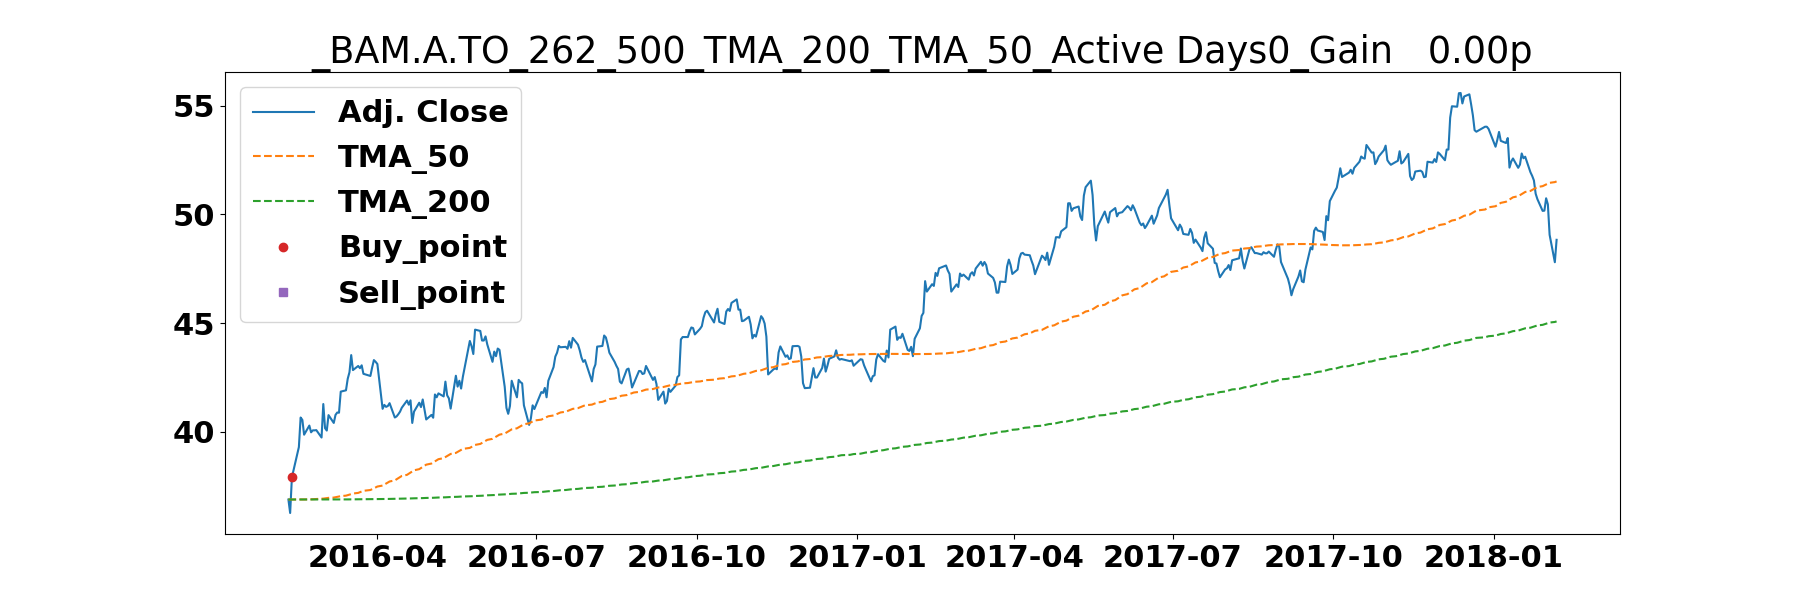 _BAM.A.TO_262_500_TMA_200_TMA_50_Active Days0_Gain   0.00p
55
50
45
40
Adj. Close
TMA_50
TMA_200
Buy_point
Sell_point
2016-04 2016-07 2016-10 2017-01 2017-04 2017-07 2017-10 2018-01